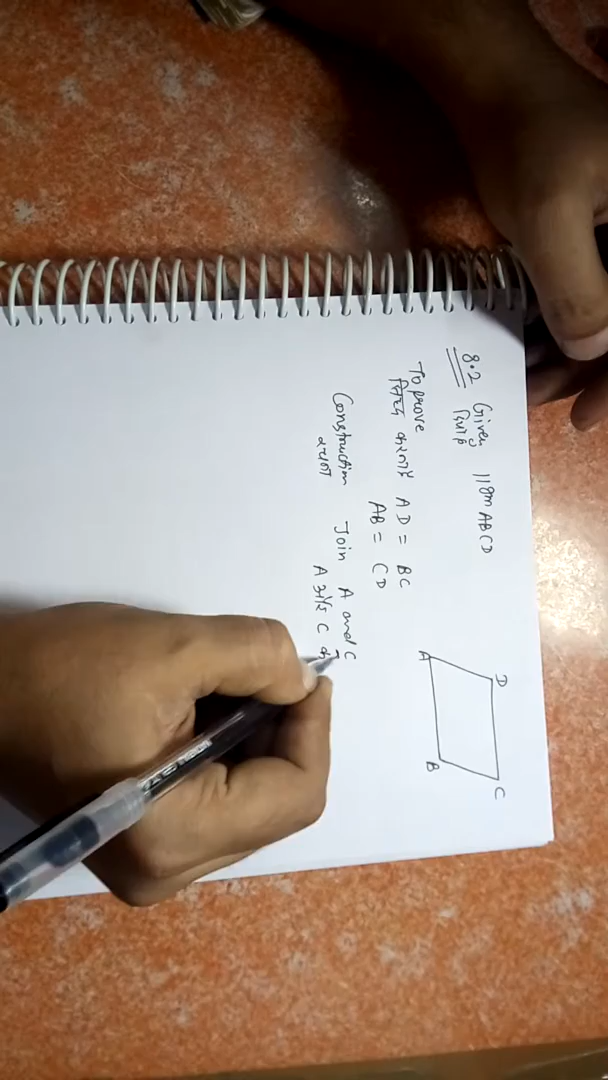 8.2 Given ||gm ABCD
दिया है
To prove
सिद्ध करना है AD = BC
AB = CD
Construction Join A and C
रचना A और C को
D
C
A
B